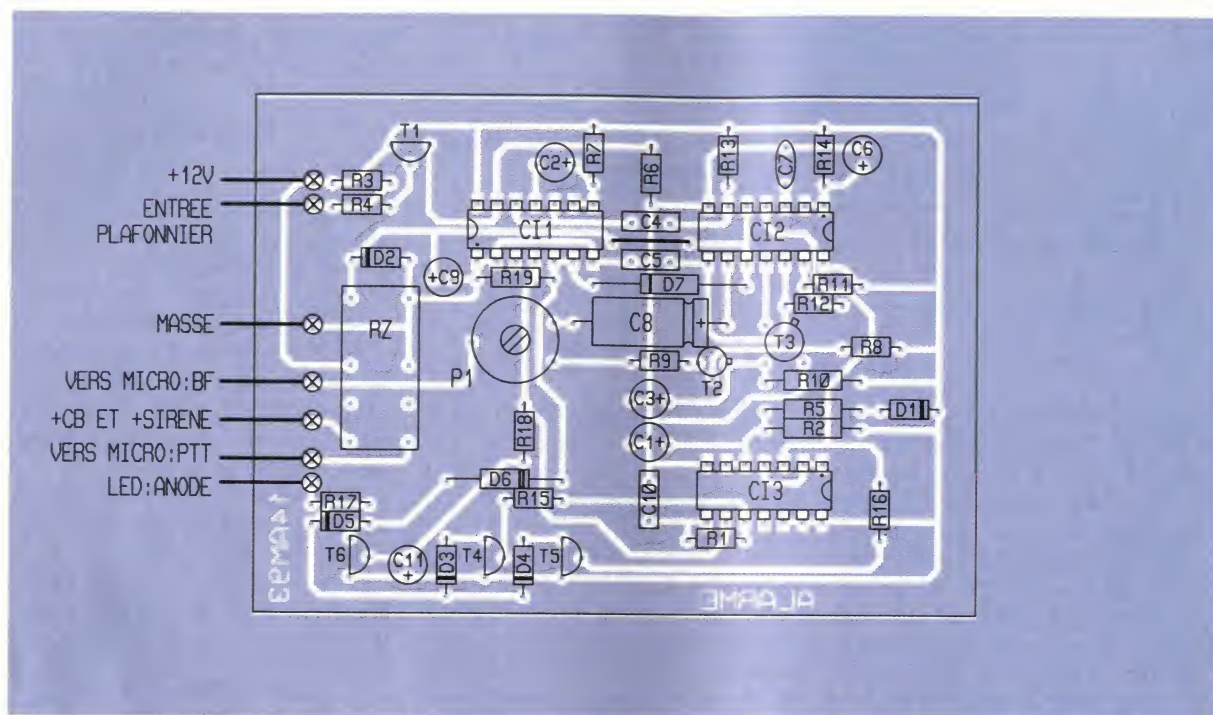 T1
+12V
R3
ENTREE
PLAFONNIER
R4
C2+
R7
R6
R13
C7
R14
C6
+
CI1
C4
CI2
C5
D2
+C9
R19
D7
R11
R12
MASSE
RZ
C8
+
T3
R8
VERS MICRO:BF
P1
R9
T2
R10
+CB ET +SIRENE
C3+
R5
D1
R2
VERS MICRO:PTT
R18
C1+
LED:ANODE
D6
R15
C10
CI3
R16
R17
D5
R1
T6
C11
+
D3
T4
D4
T5
14AM93
ALARME